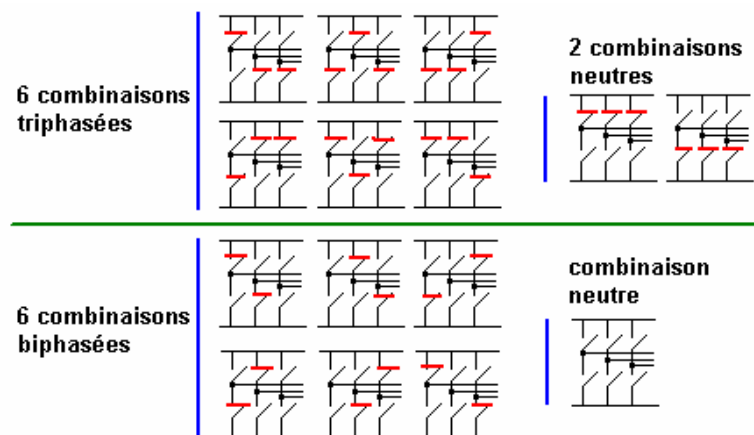 6 combinaisons
triphasées
2 combinaisons
neutres
6 combinaisons
biphasées
combinaison
neutre